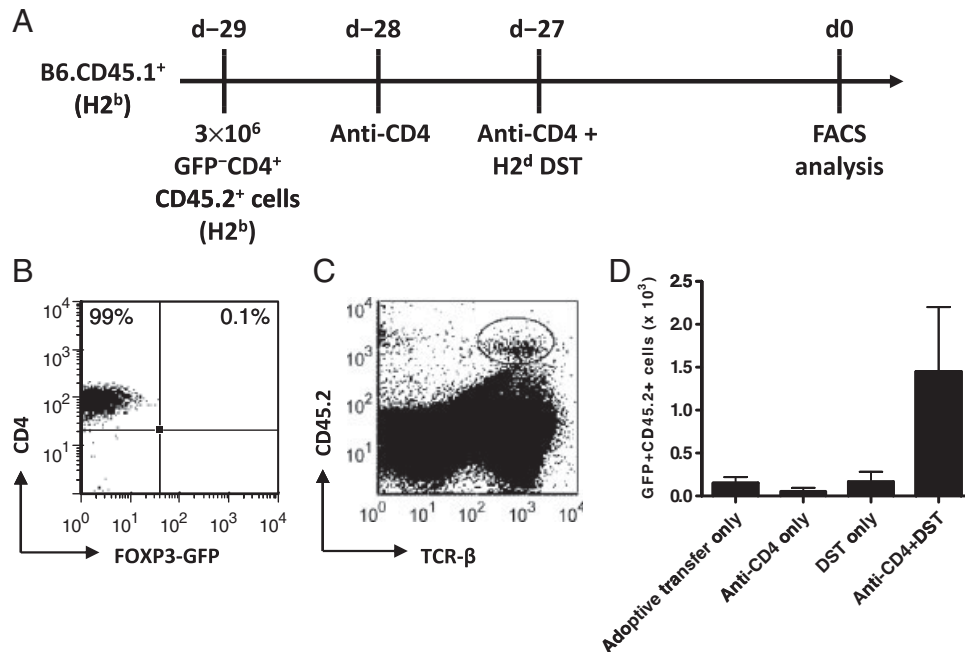 A
d−29
d−28
d−27
d0
B6.CD45.1⁺
(H2ᵇ)
3×10⁶
GFP⁻CD4⁺
CD45.2⁺ cells
(H2ᵇ)
Anti-CD4
Anti-CD4 +
H2ᵈ DST
FACS
analysis
B
99%
0.1%
10⁴
10³
10²
10¹
CD4
10⁰
10¹
10²
10³
10⁴
FOXP3-GFP
C
10⁴
10³
10²
10¹
CD45.2
10⁰
10¹
10²
10³
10⁴
TCR-β
D
GFP+CD45.2+ cells (x 10³)
2.5
2.0
1.5
1.0
0.5
0.0
Adoptive transfer only
Anti-CD4 only
DST only
Anti-CD4+DST